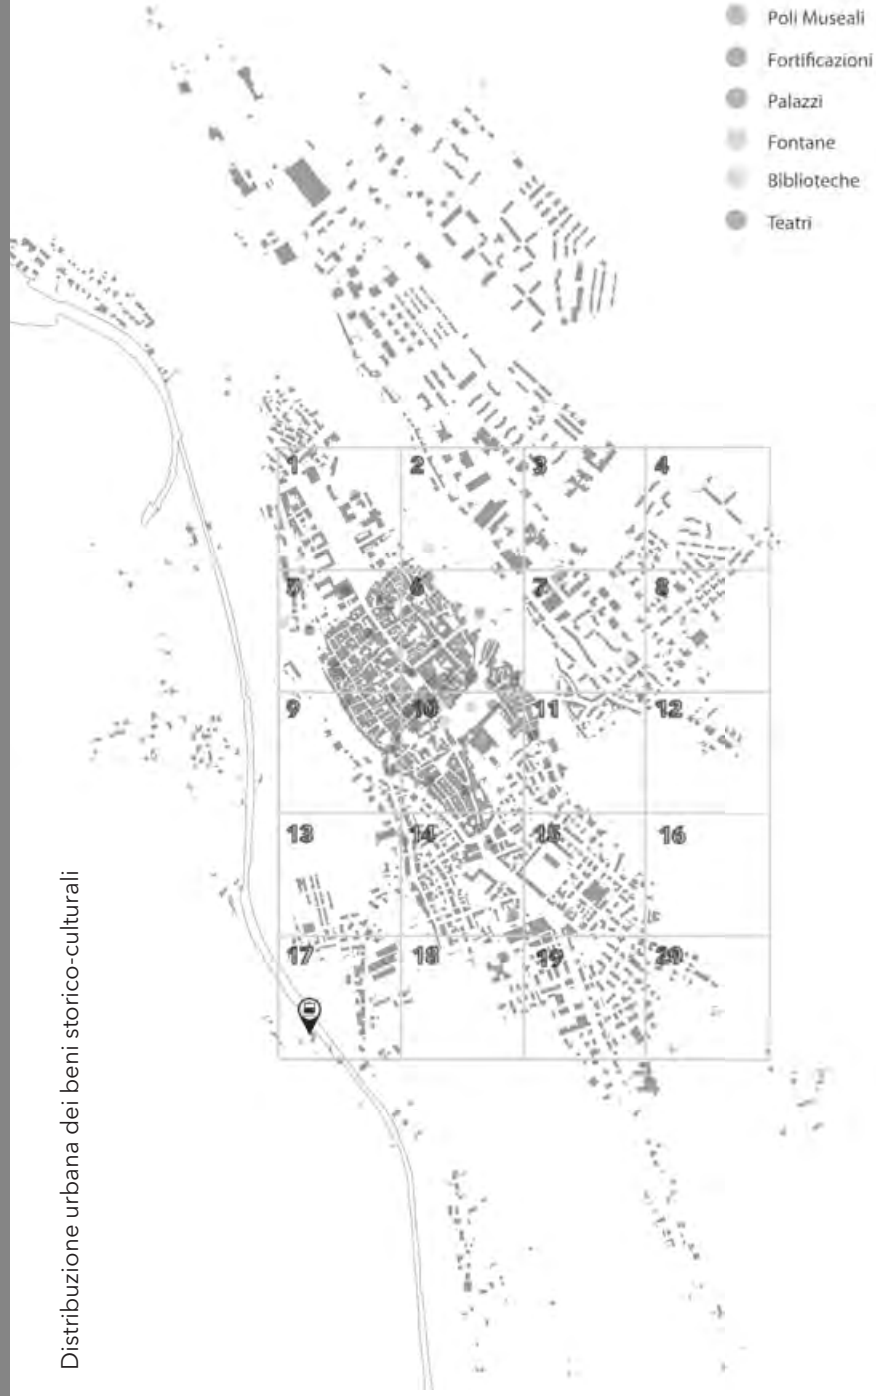 Poli Museali
Fortificazioni
Palazzi
Fontane
Biblioteche
Teatri
1
2
3
4
5
6
7
8
9
10
11
12
13
14
15
16
17
18
19
20
Distribuzione urbana dei beni storico-culturali